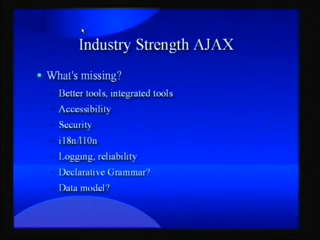 Industry Strength AJAX
What's missing?
Better tools, integrated tools
Accessibility
Security
i18n/l10n
Logging, reliability
Declarative Grammar?
Data model?